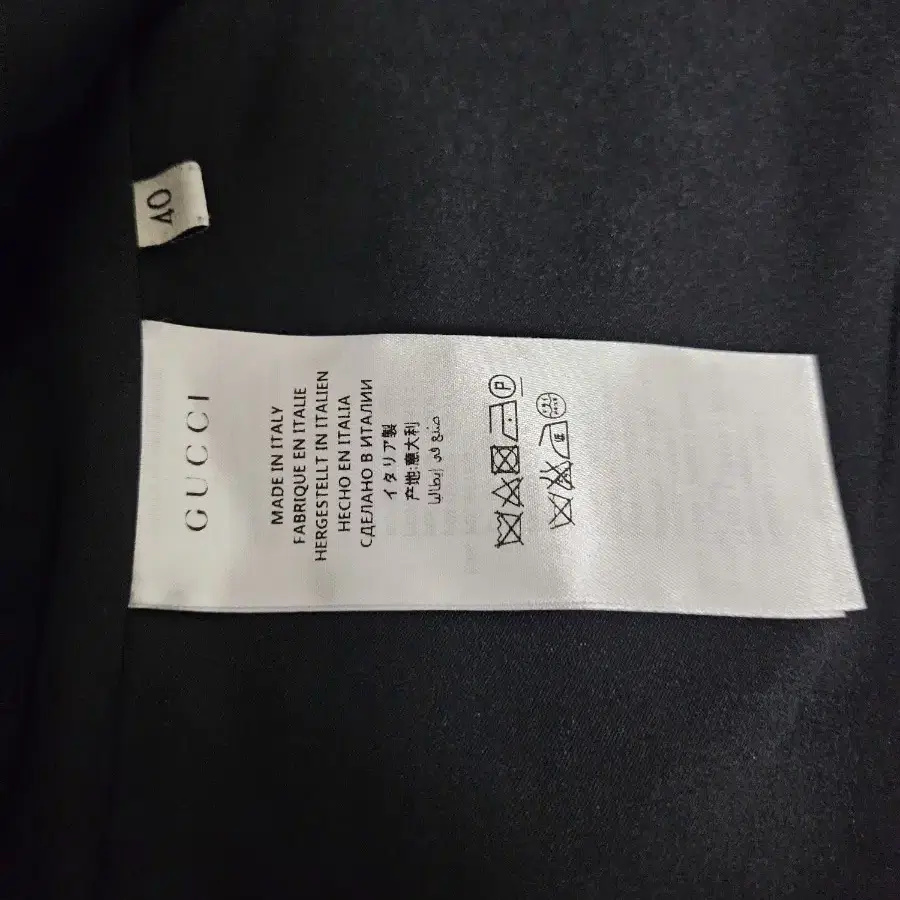 40
GUCCI
MADE IN ITALY
FABRIQUE EN ITALIE
HERGESTELLT IN ITALIEN
HECHO EN ITALIA
СДЕЛАНО В ИТАЛИИ
イタリア製
产地:意大利
صنع في إيطاليا
P